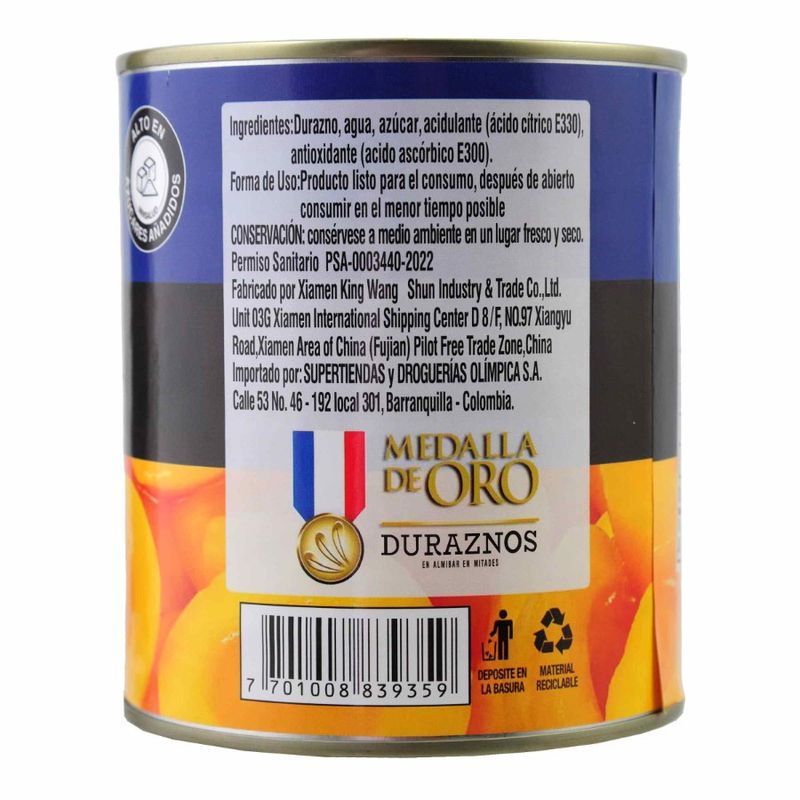 ALTO EN
AZÚCARES AÑADIDOS
Ingredientes:Durazno, agua, azúcar, acidulante (ácido cítrico E330),
antioxidante (acido ascórbico E300).
Forma de Uso:Producto listo para el consumo, después de abierto
consumir en el menor tiempo posible
CONSERVACIÓN: consérvese a medio ambiente en un lugar fresco y seco.
Permiso Sanitario PSA-0003440-2022
Fabricado por Xiamen King Wang Shun Industry & Trade Co.,Ltd.
Unit 03G Xiamen International Shipping Center D 8/F, NO.97 Xiangyu
Road,Xiamen Area of China (Fujian) Pilot Free Trade Zone,China
Importado por: SUPERTIENDAS y DROGUERÍAS OLÍMPICA S.A.
Calle 53 No. 46 - 192 local 301, Barranquilla - Colombia.
MEDALLA
DE ORO
DURAZNOS
EN ALMIBAR EN MITADES
7 701008 839359
DEPOSITE EN
LA BASURA
MATERIAL
RECICLABLE